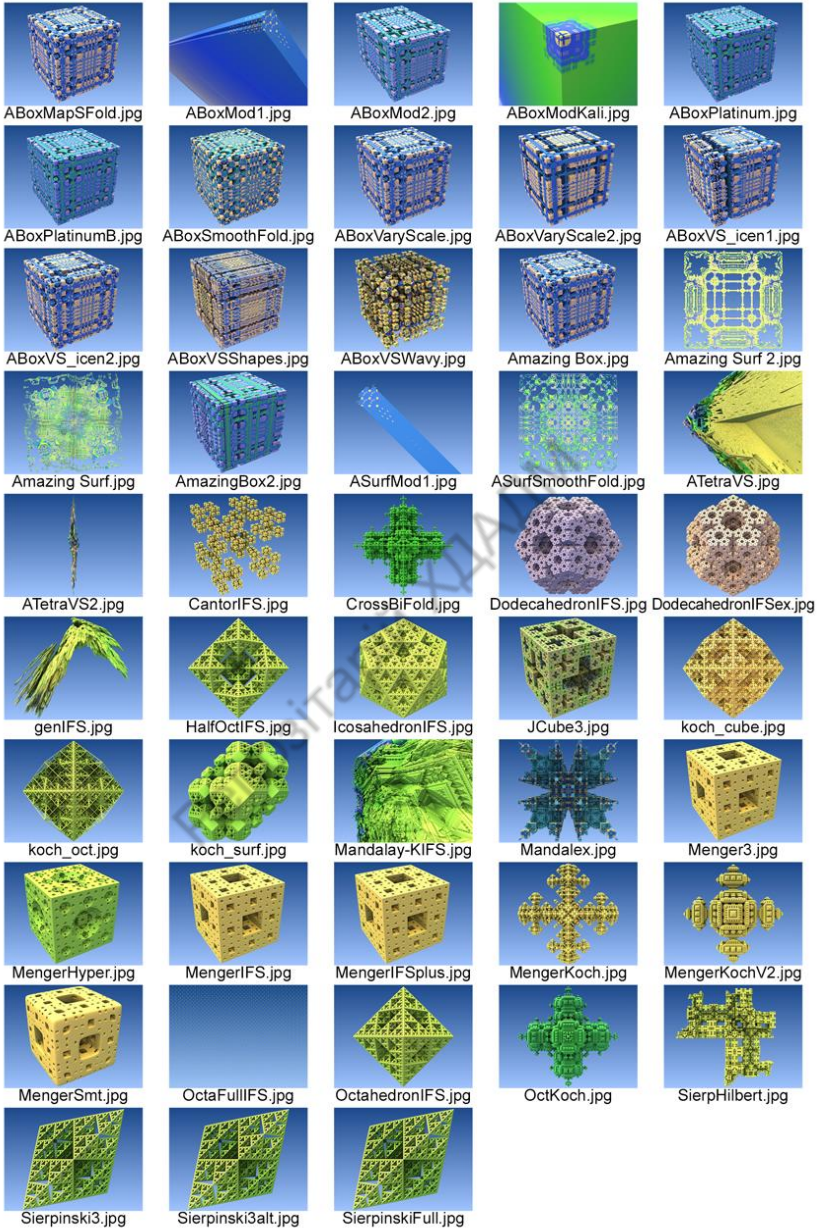 ABoxMapSFold.jpg ABoxMod1.jpg ABoxMod2.jpg ABoxModKali.jpg ABoxPlatinum.jpg
ABoxPlatinumB.jpg ABoxSmoothFold.jpg ABoxVaryScale.jpg ABoxVaryScale2.jpg ABoxVS_icen1.jpg
ABoxVS_icen2.jpg ABoxVSShapes.jpg ABoxVSWavy.jpg Amazing Box.jpg Amazing Surf 2.jpg
Amazing Surf.jpg AmazingBox2.jpg ASurfMod1.jpg ASurfSmoothFold.jpg ATetraVS.jpg
ATetraVS2.jpg CantorIFS.jpg CrossBiFold.jpg DodecahedronIFS.jpg DodecahedronIFSex.jpg
genIFS.jpg HalfOctIFS.jpg IcosahedronIFS.jpg JCube3.jpg koch_cube.jpg
koch_oct.jpg koch_surf.jpg Mandalay-KIFS.jpg Mandalex.jpg Menger3.jpg
MengerHyper.jpg MengerIFS.jpg MengerIFSplus.jpg MengerKoch.jpg MengerKochV2.jpg
MengerSmt.jpg OctaFullIFS.jpg OctahedronIFS.jpg OctKoch.jpg SierpHilbert.jpg
Sierpinski3.jpg Sierpinski3alt.jpg SierpinskiFull.jpg
Репозітарій ХДАДМ